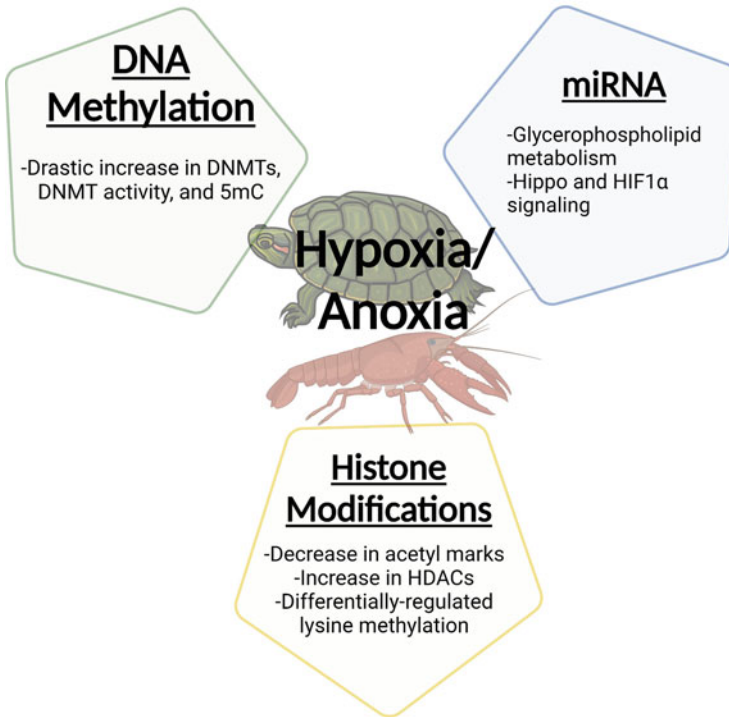 DNA
Methylation
-Drastic increase in DNMTs,
DNMT activity, and 5mC
miRNA
-Glycerophospholipid
metabolism
-Hippo and HIF1α
signaling
Hypoxia/
Anoxia
Histone
Modifications
-Decrease in acetyl marks
-Increase in HDACs
-Differentially-regulated
lysine methylation